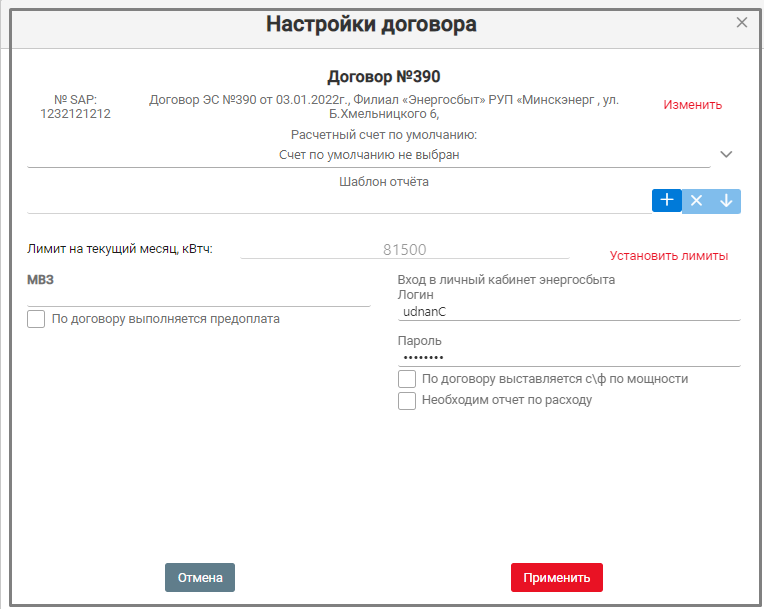 Настройки договора
Договор №390
№ SAP:
1232121212
Договор ЭС №390 от 03.01.2022г., Филиал «Энергосбыт» РУП «Минскэнерг , ул.
Б.Хмельницкого 6,
Изменить
Расчетный счет по умолчанию:
Счет по умолчанию не выбран
Шаблон отчёта
Лимит на текущий месяц, кВтч:
81500
Установить лимиты
МВЗ
По договору выполняется предоплата
Вход в личный кабинет энергосбыта
Логин
udnanC
Пароль
••••••••
По договору выставляется с\ф по мощности
Необходим отчет по расходу
Отмена
Применить